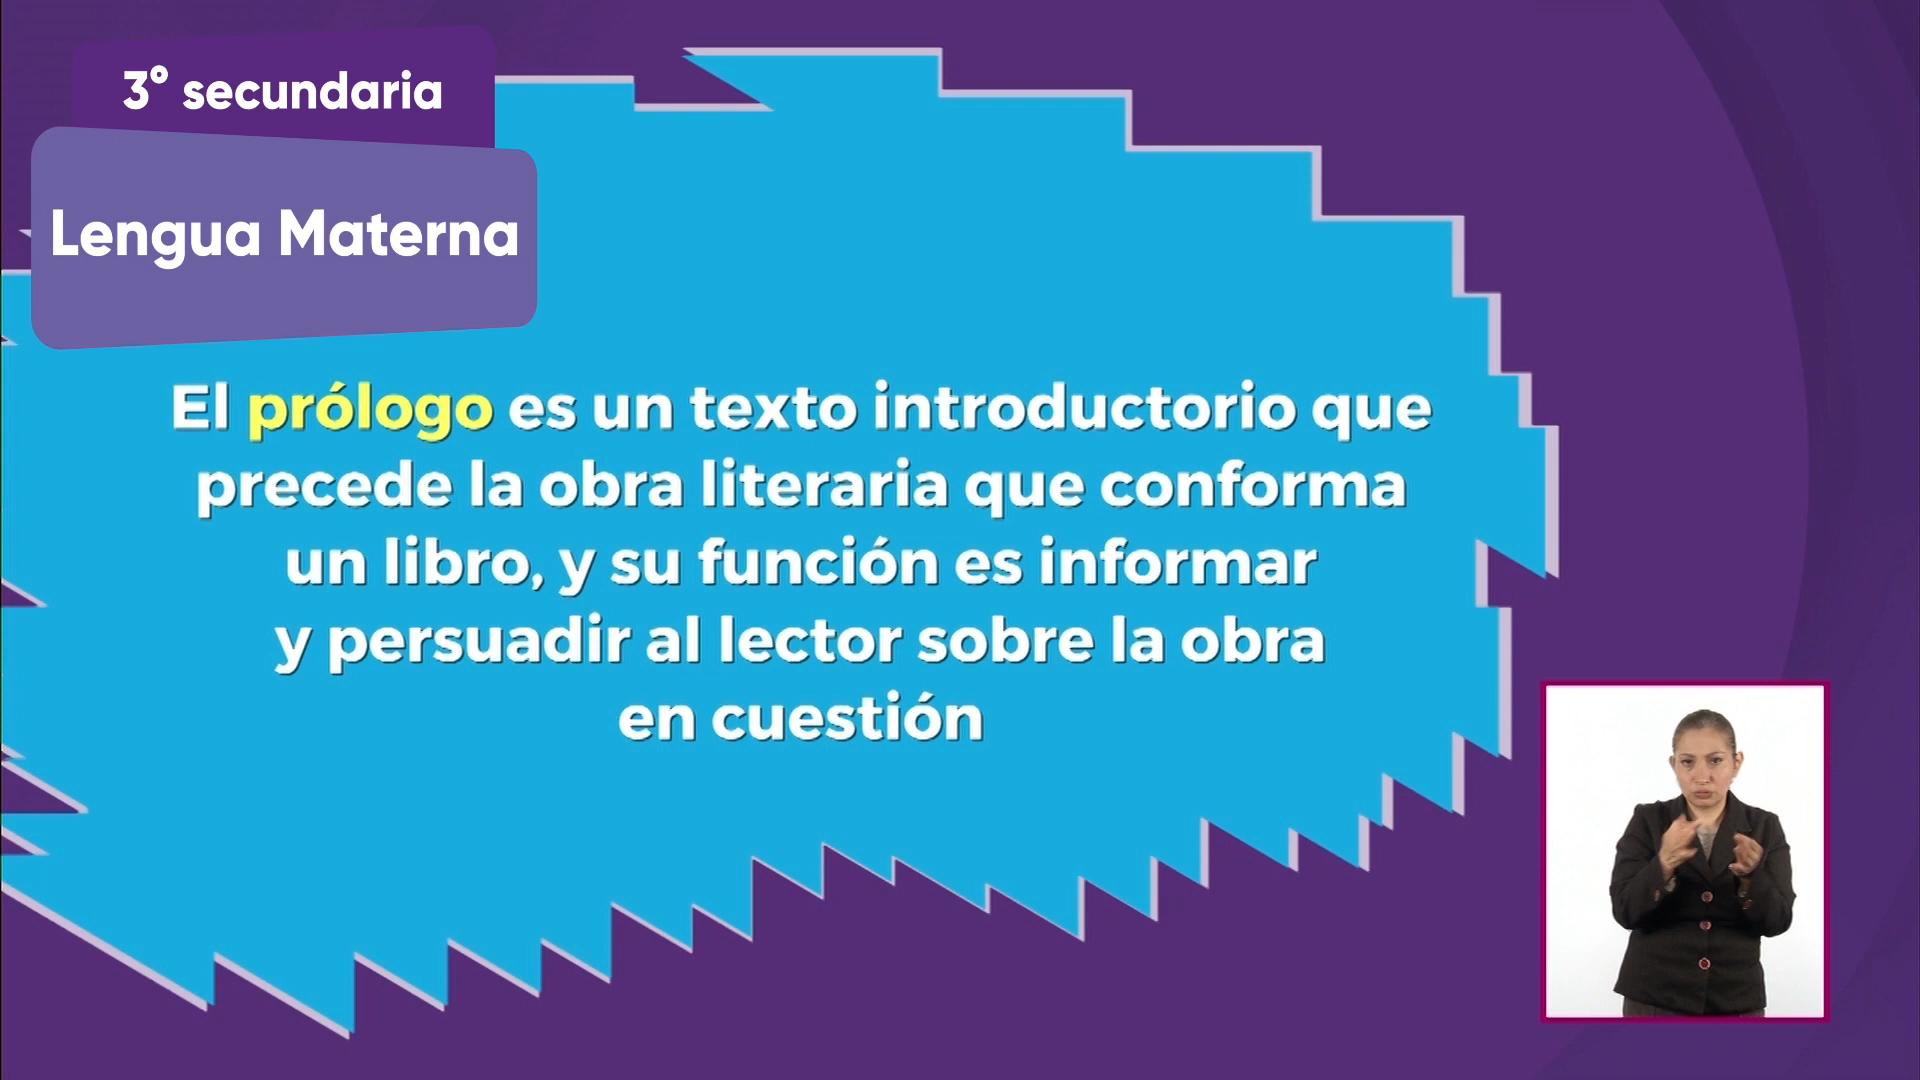 3° secundaria
Lengua Materna
El prólogo es un texto introductorio que
precede la obra literaria que conforma
un libro, y su función es informar
y persuadir al lector sobre la obra
en cuestión